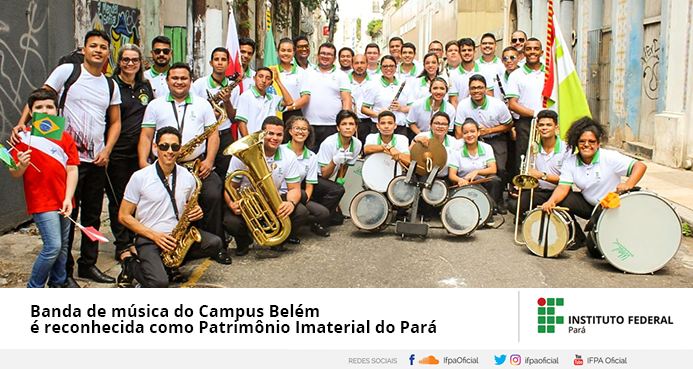 Banda de música do Campus Belém
é reconhecida como Patrimônio Imaterial do Pará
INSTITUTO FEDERAL
Pará
REDES SOCIAIS IfpaOficial ifpaoficial IFPA Oficial